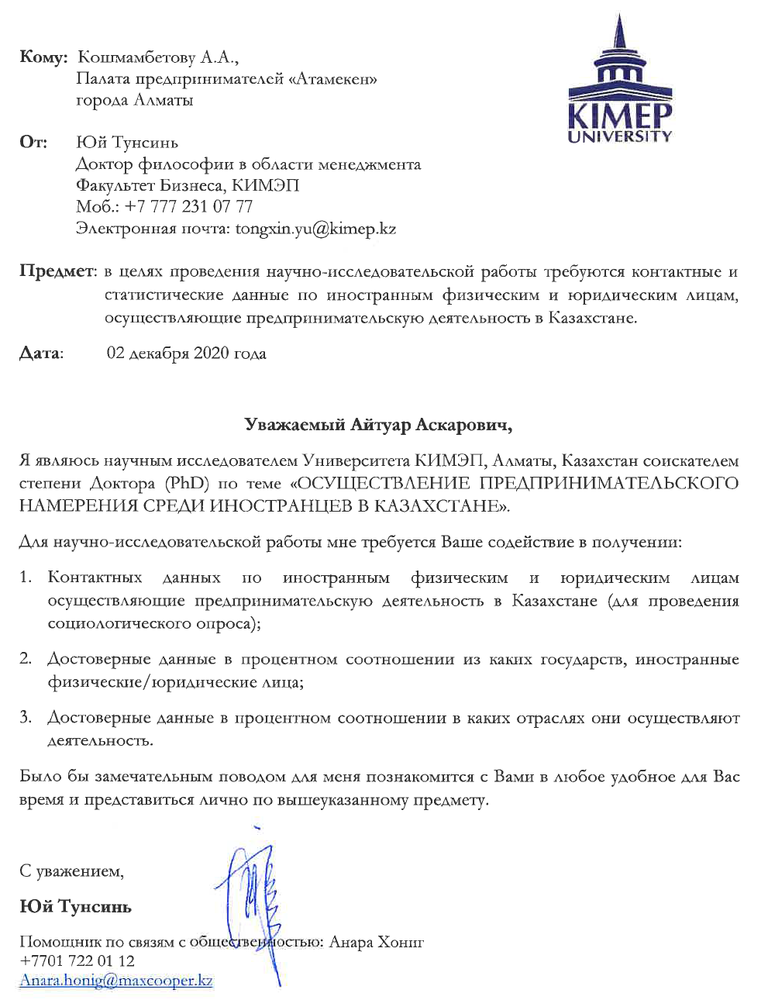 Кому: Кошмамбетову А.А.,
Палата предпринимателей «Атамекен»
города Алматы
KIMEP
UNIVERSITY
От: Юй Тунсинь
Доктор философии в области менеджмента
Факультет Бизнеса, КИМЭП
Моб.: +7 777 231 07 77
Электронная почта: tongxin.yu@kimep.kz
Предмет: в целях проведения научно-исследовательской работы требуются контактные и
статистические данные по иностранным физическим и юридическим лицам,
осуществляющие предпринимательскую деятельность в Казахстане.
Дата: 02 декабря 2020 года
Уважаемый Айтуар Аскарович,
Я являюсь научным исследователем Университета КИМЭП, Алматы, Казахстан соискателем
степени Доктора (PhD) по теме «ОСУЩЕСТВЛЕНИЕ ПРЕДПРИНИМАТЕЛЬСКОГО
НАМЕРЕНИЯ СРЕДИ ИНОСТРАНЦЕВ В КАЗАХСТАНЕ».
Для научно-исследовательской работы мне требуется Ваше содействие в получении:
1. Контактных данных по иностранным физическим и юридическим лицам
осуществляющие предпринимательскую деятельность в Казахстане (для проведения
социологического опроса);
2. Достоверные данные в процентном соотношении из каких государств, иностранные
физические/юридические лица;
3. Достоверные данные в процентном соотношении в каких отраслях они осуществляют
деятельность.
Было бы замечательным поводом для меня познакомится с Вами в любое удобное для Вас
время и представиться лично по вышеуказанному предмету.
С уважением,
Юй Тунсинь
Помощник по связям с общественностью: Анара Хониг
+7701 722 01 12
Anara.honig@maxcooper.kz